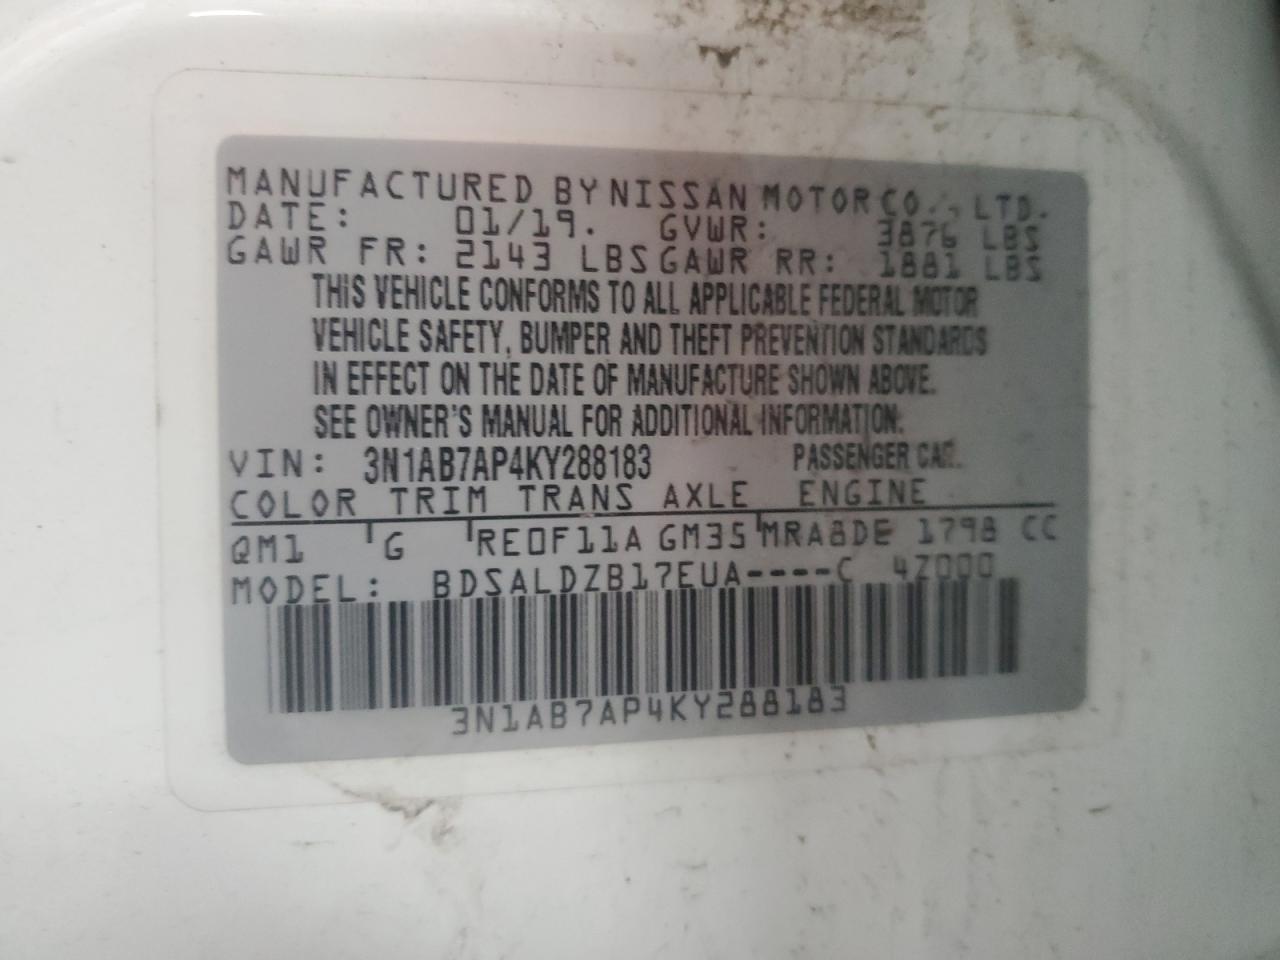 MANUFACTURED BY NISSAN MOTOR CO., LTD.
DATE: 01/19. GVWR: 3876 LBS
GAWR FR: 2143 LBS GAWR RR: 1881 LBS
THIS VEHICLE CONFORMS TO ALL APPLICABLE FEDERAL MOTOR
VEHICLE SAFETY, BUMPER AND THEFT PREVENTION STANDARDS
IN EFFECT ON THE DATE OF MANUFACTURE SHOWN ABOVE.
SEE OWNER'S MANUAL FOR ADDITIONAL INFORMATION.
VIN: 3N1AB7AP4KY288183 PASSENGER CAR.
COLOR TRIM TRANS AXLE ENGINE
QM1 G RE0F11A GM35 MRA8DE 1798 CC
MODEL: BDSALDZB17EUA----C 4Z000
3N1AB7AP4KY288183